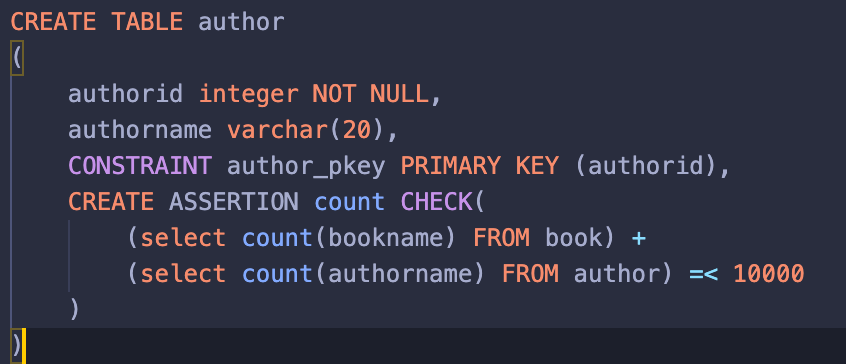 CREATE TABLE author
(
    authorid integer NOT NULL,
    authorname varchar(20),
    CONSTRAINT author_pkey PRIMARY KEY (authorid),
    CREATE ASSERTION count CHECK(
        (select count(bookname) FROM book) +
        (select count(authorname) FROM author) =< 10000
    )
)